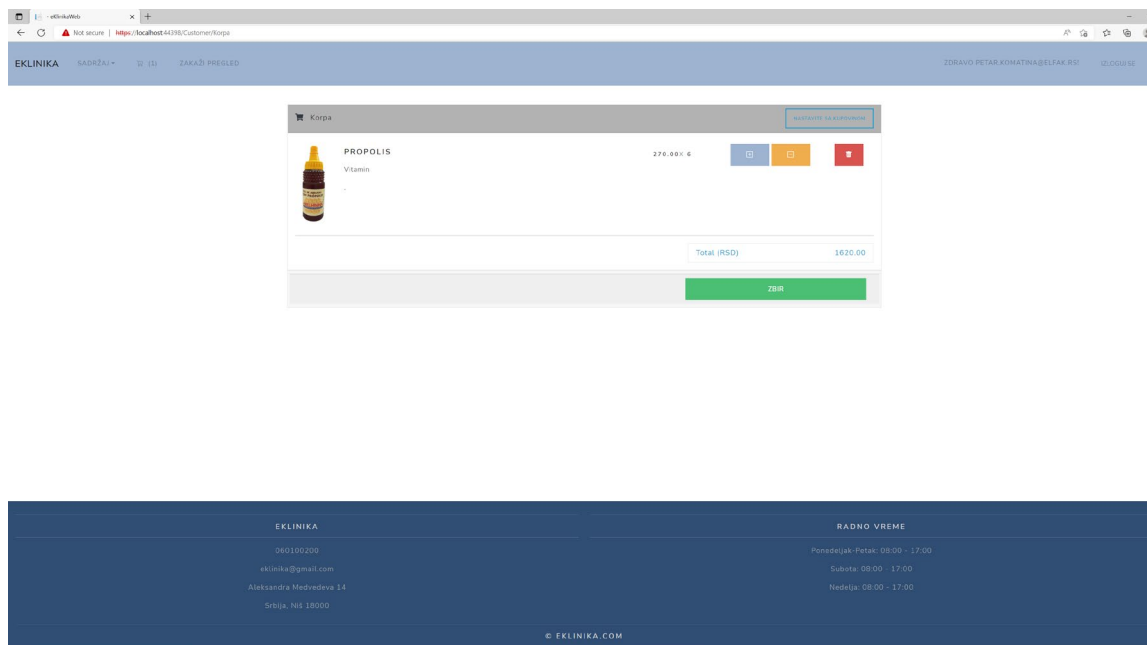 - eKlinikaWeb
Not secure | https://localhost:44398/Customer/Korpa
EKLINIKA SADRŽAJ (1) ZAKAŽI PREGLED ZDRAVO PETAR.KOMATINA@ELFAK.RS! IZLOGUJ SE
Korpa NASTAVITE SA KUPOVINOM
PROPOLIS 270.00× 6
Vitamin
.
Total (RSD) 1620.00
ZBIR
EKLINIKA RADNO VREME
060100200 Ponedeljak-Petak: 08:00 - 17:00
eklinika@gmail.com Subota: 08:00 - 17:00
Aleksandra Medvedeva 14 Nedelja: 08:00 - 17:00
Srbija, Niš 18000
© EKLINIKA.COM